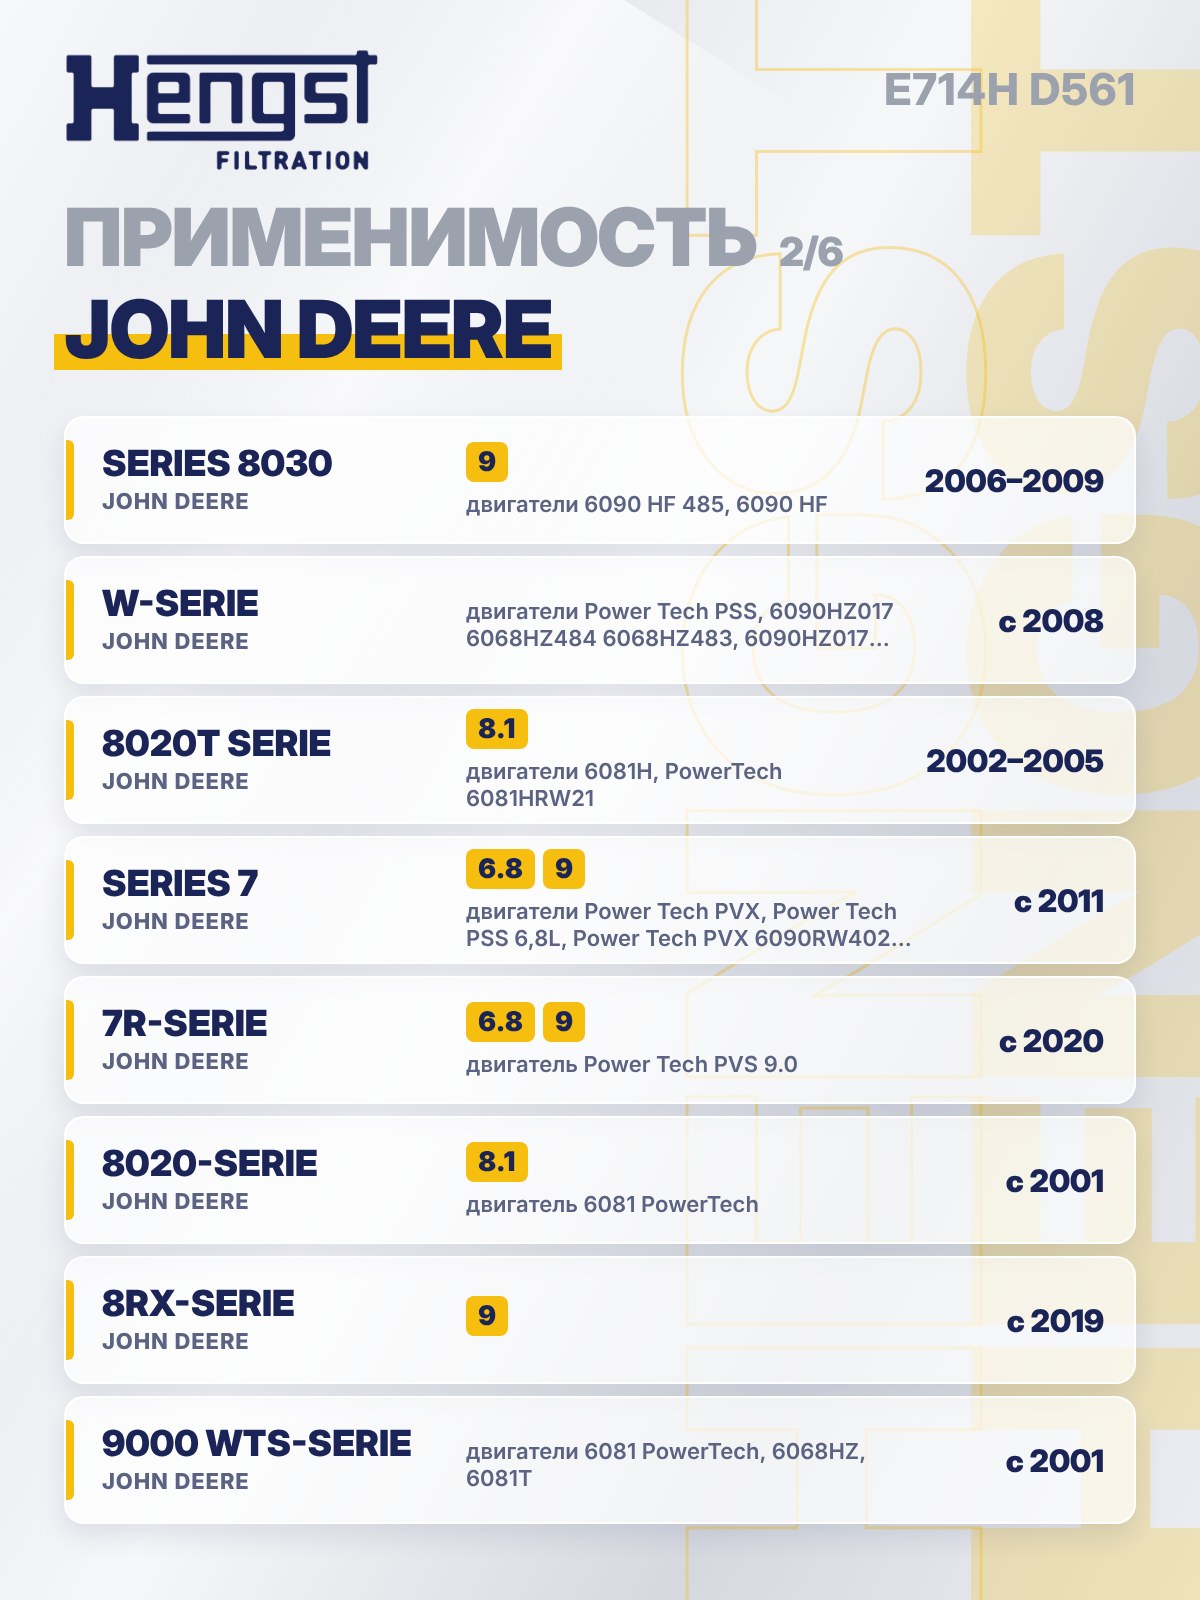 Hengst
FILTRATION
E714H D561
ПРИМЕНИМОСТЬ 2/6
JOHN DEERE
SERIES 8030
JOHN DEERE
9
двигатели 6090 HF 485, 6090 HF
2006–2009
W-SERIE
JOHN DEERE
двигатели Power Tech PSS, 6090HZ017
6068HZ484 6068HZ483, 6090HZ017...
с 2008
8020T SERIE
JOHN DEERE
8.1
двигатели 6081H, PowerTech
6081HRW21
2002–2005
SERIES 7
JOHN DEERE
6.8 9
двигатели Power Tech PVX, Power Tech
PSS 6,8L, Power Tech PVX 6090RW402...
с 2011
7R-SERIE
JOHN DEERE
6.8 9
двигатель Power Tech PVS 9.0
с 2020
8020-SERIE
JOHN DEERE
8.1
двигатель 6081 PowerTech
с 2001
8RX-SERIE
JOHN DEERE
9
с 2019
9000 WTS-SERIE
JOHN DEERE
двигатели 6081 PowerTech, 6068HZ,
6081T
с 2001
HENGST
HENGST